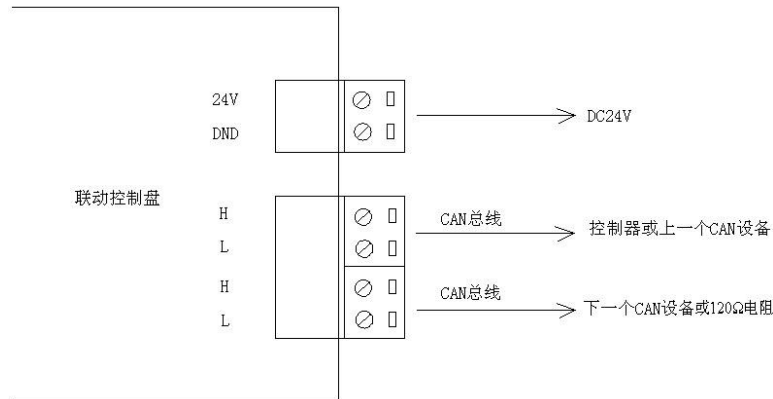 24V
DND
DC24V
联动控制盘
H
CAN总线
控制器或上一个CAN设备
L
H
CAN总线
下一个CAN设备或120Ω电阻
L